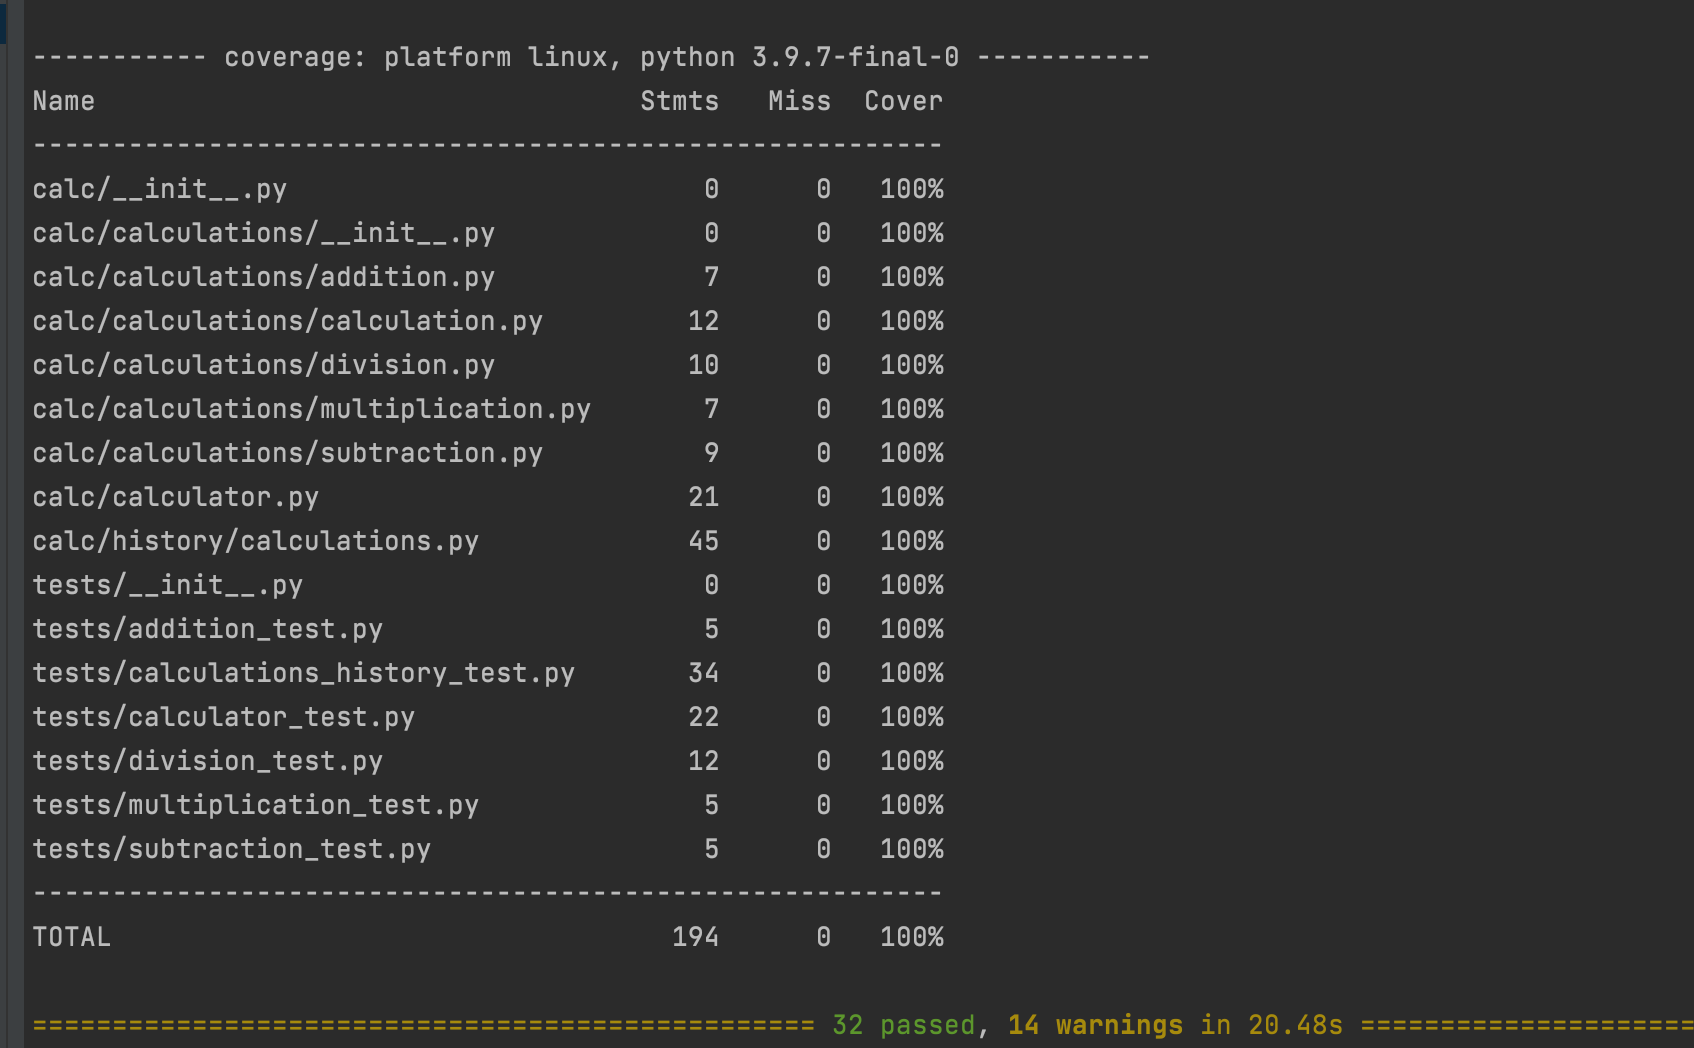 ----------- coverage: platform linux, python 3.9.7-final-0 -----------
Name                                  Stmts   Miss  Cover
---------------------------------------------------------
calc/__init__.py                          0      0   100%
calc/calculations/__init__.py             0      0   100%
calc/calculations/addition.py             7      0   100%
calc/calculations/calculation.py         12      0   100%
calc/calculations/division.py            10      0   100%
calc/calculations/multiplication.py       7      0   100%
calc/calculations/subtraction.py          9      0   100%
calc/calculator.py                       21      0   100%
calc/history/calculations.py             45      0   100%
tests/__init__.py                         0      0   100%
tests/addition_test.py                    5      0   100%
tests/calculations_history_test.py       34      0   100%
tests/calculator_test.py                 22      0   100%
tests/division_test.py                   12      0   100%
tests/multiplication_test.py              5      0   100%
tests/subtraction_test.py                 5      0   100%
---------------------------------------------------------
TOTAL                                   194      0   100%
================================================= 32 passed, 14 warnings in 20.48s =====================